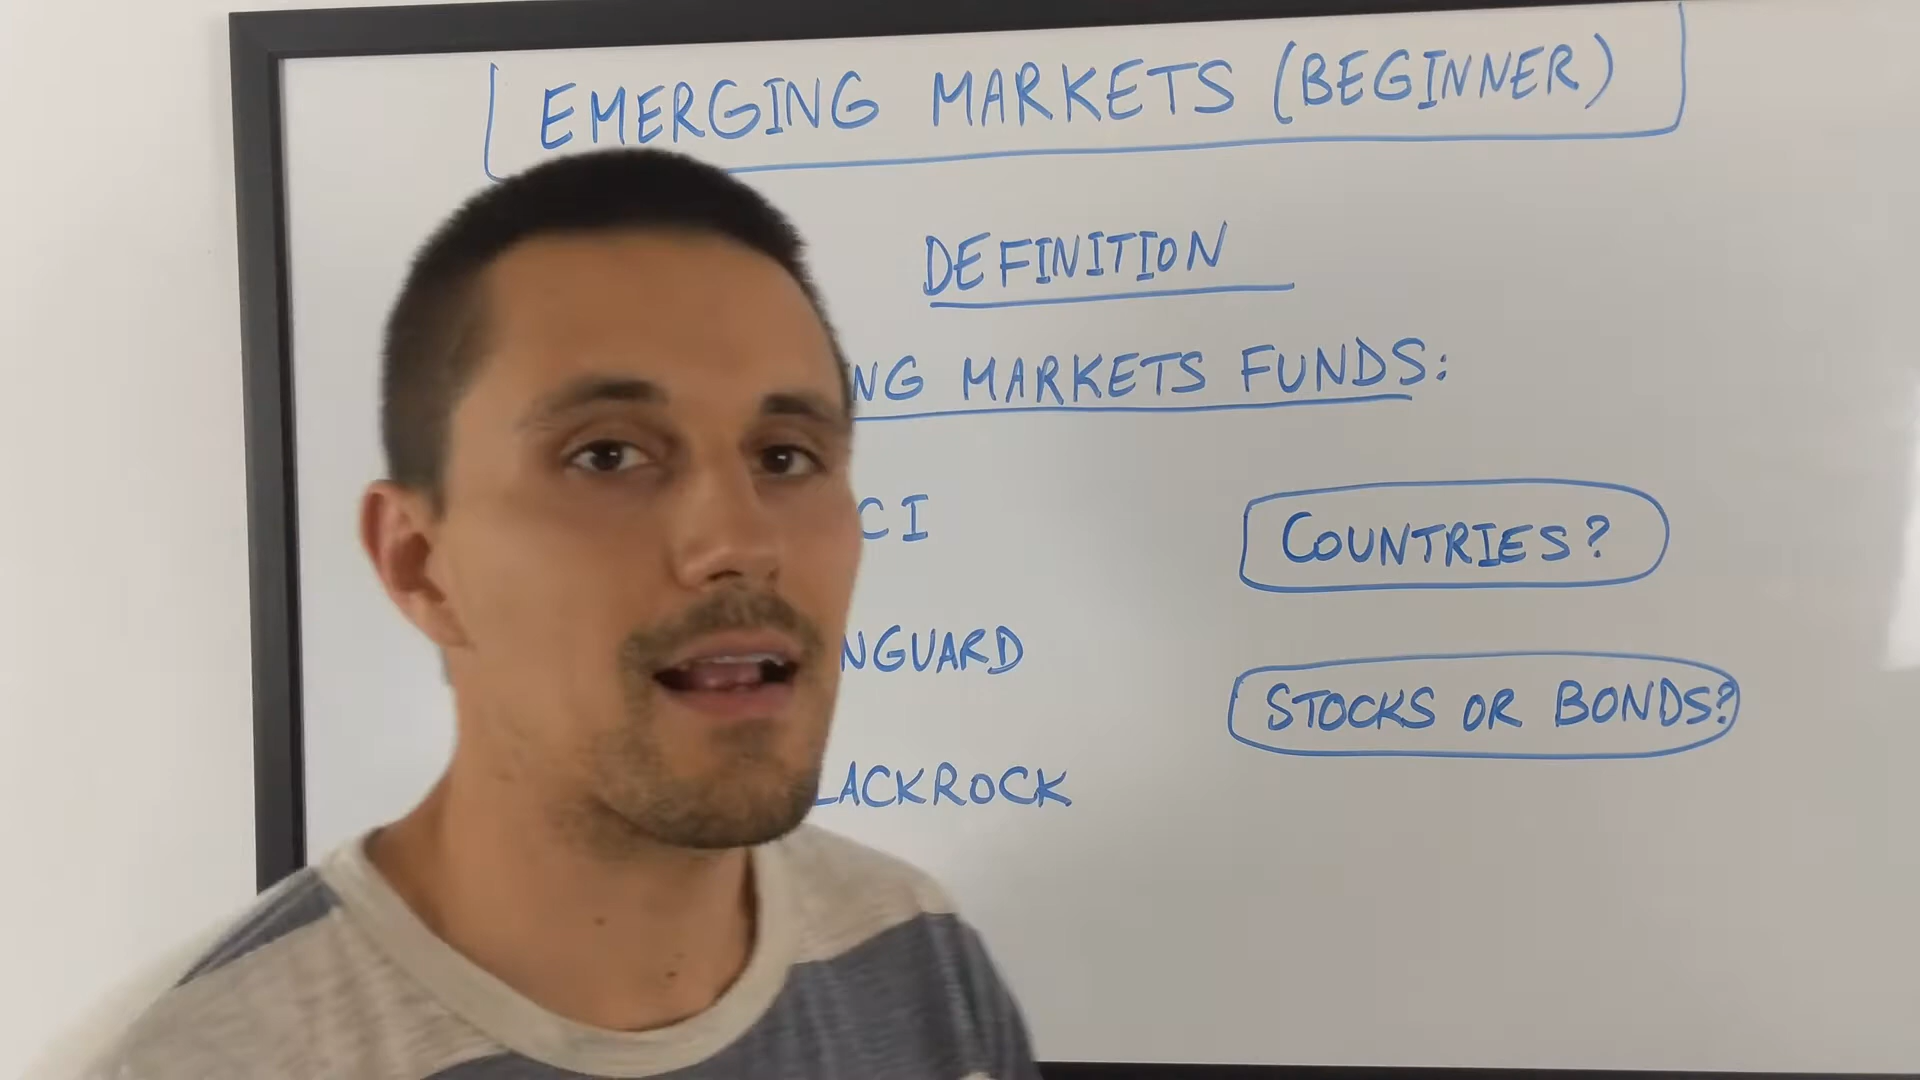 EMERGING MARKETS (BEGINNER)
DEFINITION
NG MARKETS FUNDS:
CI
COUNTRIES?
NGUARD
STOCKS OR BONDS?
LACKROCK